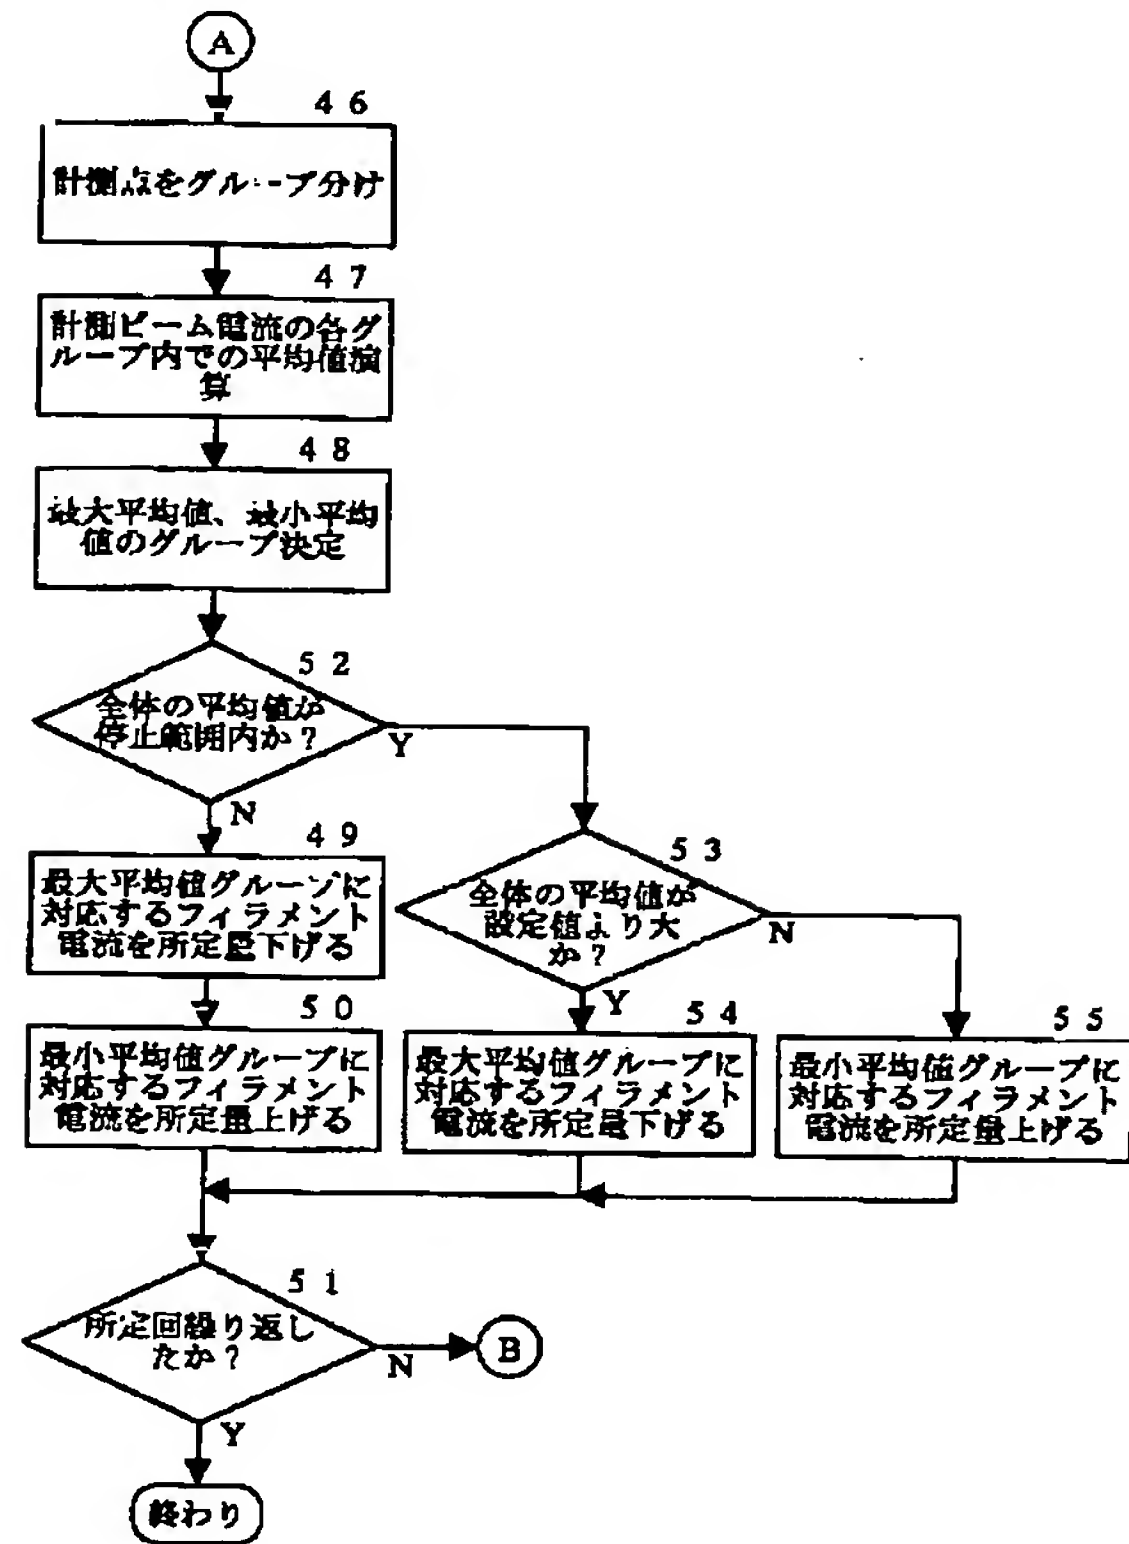 A
46
計測点をグループ分け
47
計測ビーム電流の各グ
ループ内での平均値演
算
48
最大平均値、最小平均
値のグループ決定
52
全体の平均値が
停止範囲内か?
Y
N
49
最大平均値グループに
対応するフィラメント
電流を所定量下げる
53
全体の平均値が
設定値より大
か?
N
Y
50
最小平均値グループに
対応するフィラメント
電流を所定量上げる
54
最大平均値グループに
対応するフィラメント
電流を所定量下げる
55
最小平均値グループに
対応するフィラメント
電流を所定量上げる
51
所定回繰り返し
たか?
N
B
Y
終わり